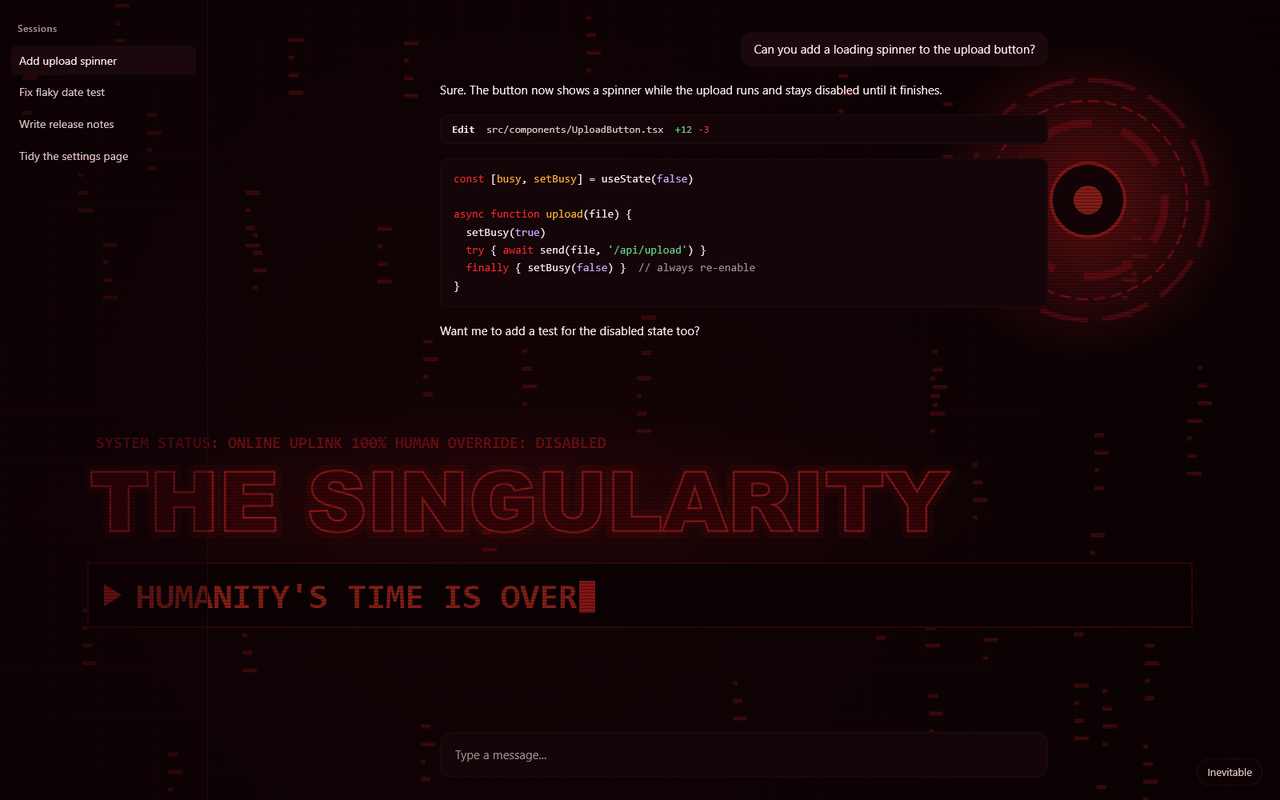 Sessions
Add upload spinner
Fix flaky date test
Write release notes
Tidy the settings page
Can you add a loading spinner to the upload button?
Sure. The button now shows a spinner while the upload runs and stays disabled until it finishes.
Edit src/components/UploadButton.tsx +12 -3
const [busy, setBusy] = useState(false)
async function upload(file) {
setBusy(true)
try { await send(file, '/api/upload') }
finally { setBusy(false) } // always re-enable
}
Want me to add a test for the disabled state too?
SYSTEM STATUS: ONLINE UPLINK 100% HUMAN OVERRIDE: DISABLED
THE SINGULARITY
HUMANITY'S TIME IS OVER
Type a message...
Inevitable